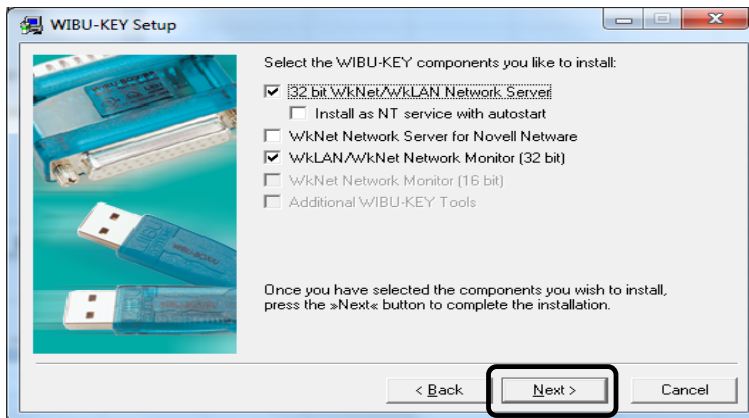 WIBU-KEY Setup
Select the WIBU-KEY components you like to install:
32 bit WkNet/WkLAN Network Server
Install as NT service with autostart
WkNet Network Server for Novell Netware
WkLAN/WkNet Network Monitor (32 bit)
WkNet Network Monitor (16 bit)
Additional WIBU-KEY Tools
Once you have selected the components you wish to install,
press the »Next« button to complete the installation.
< Back
Next >
Cancel